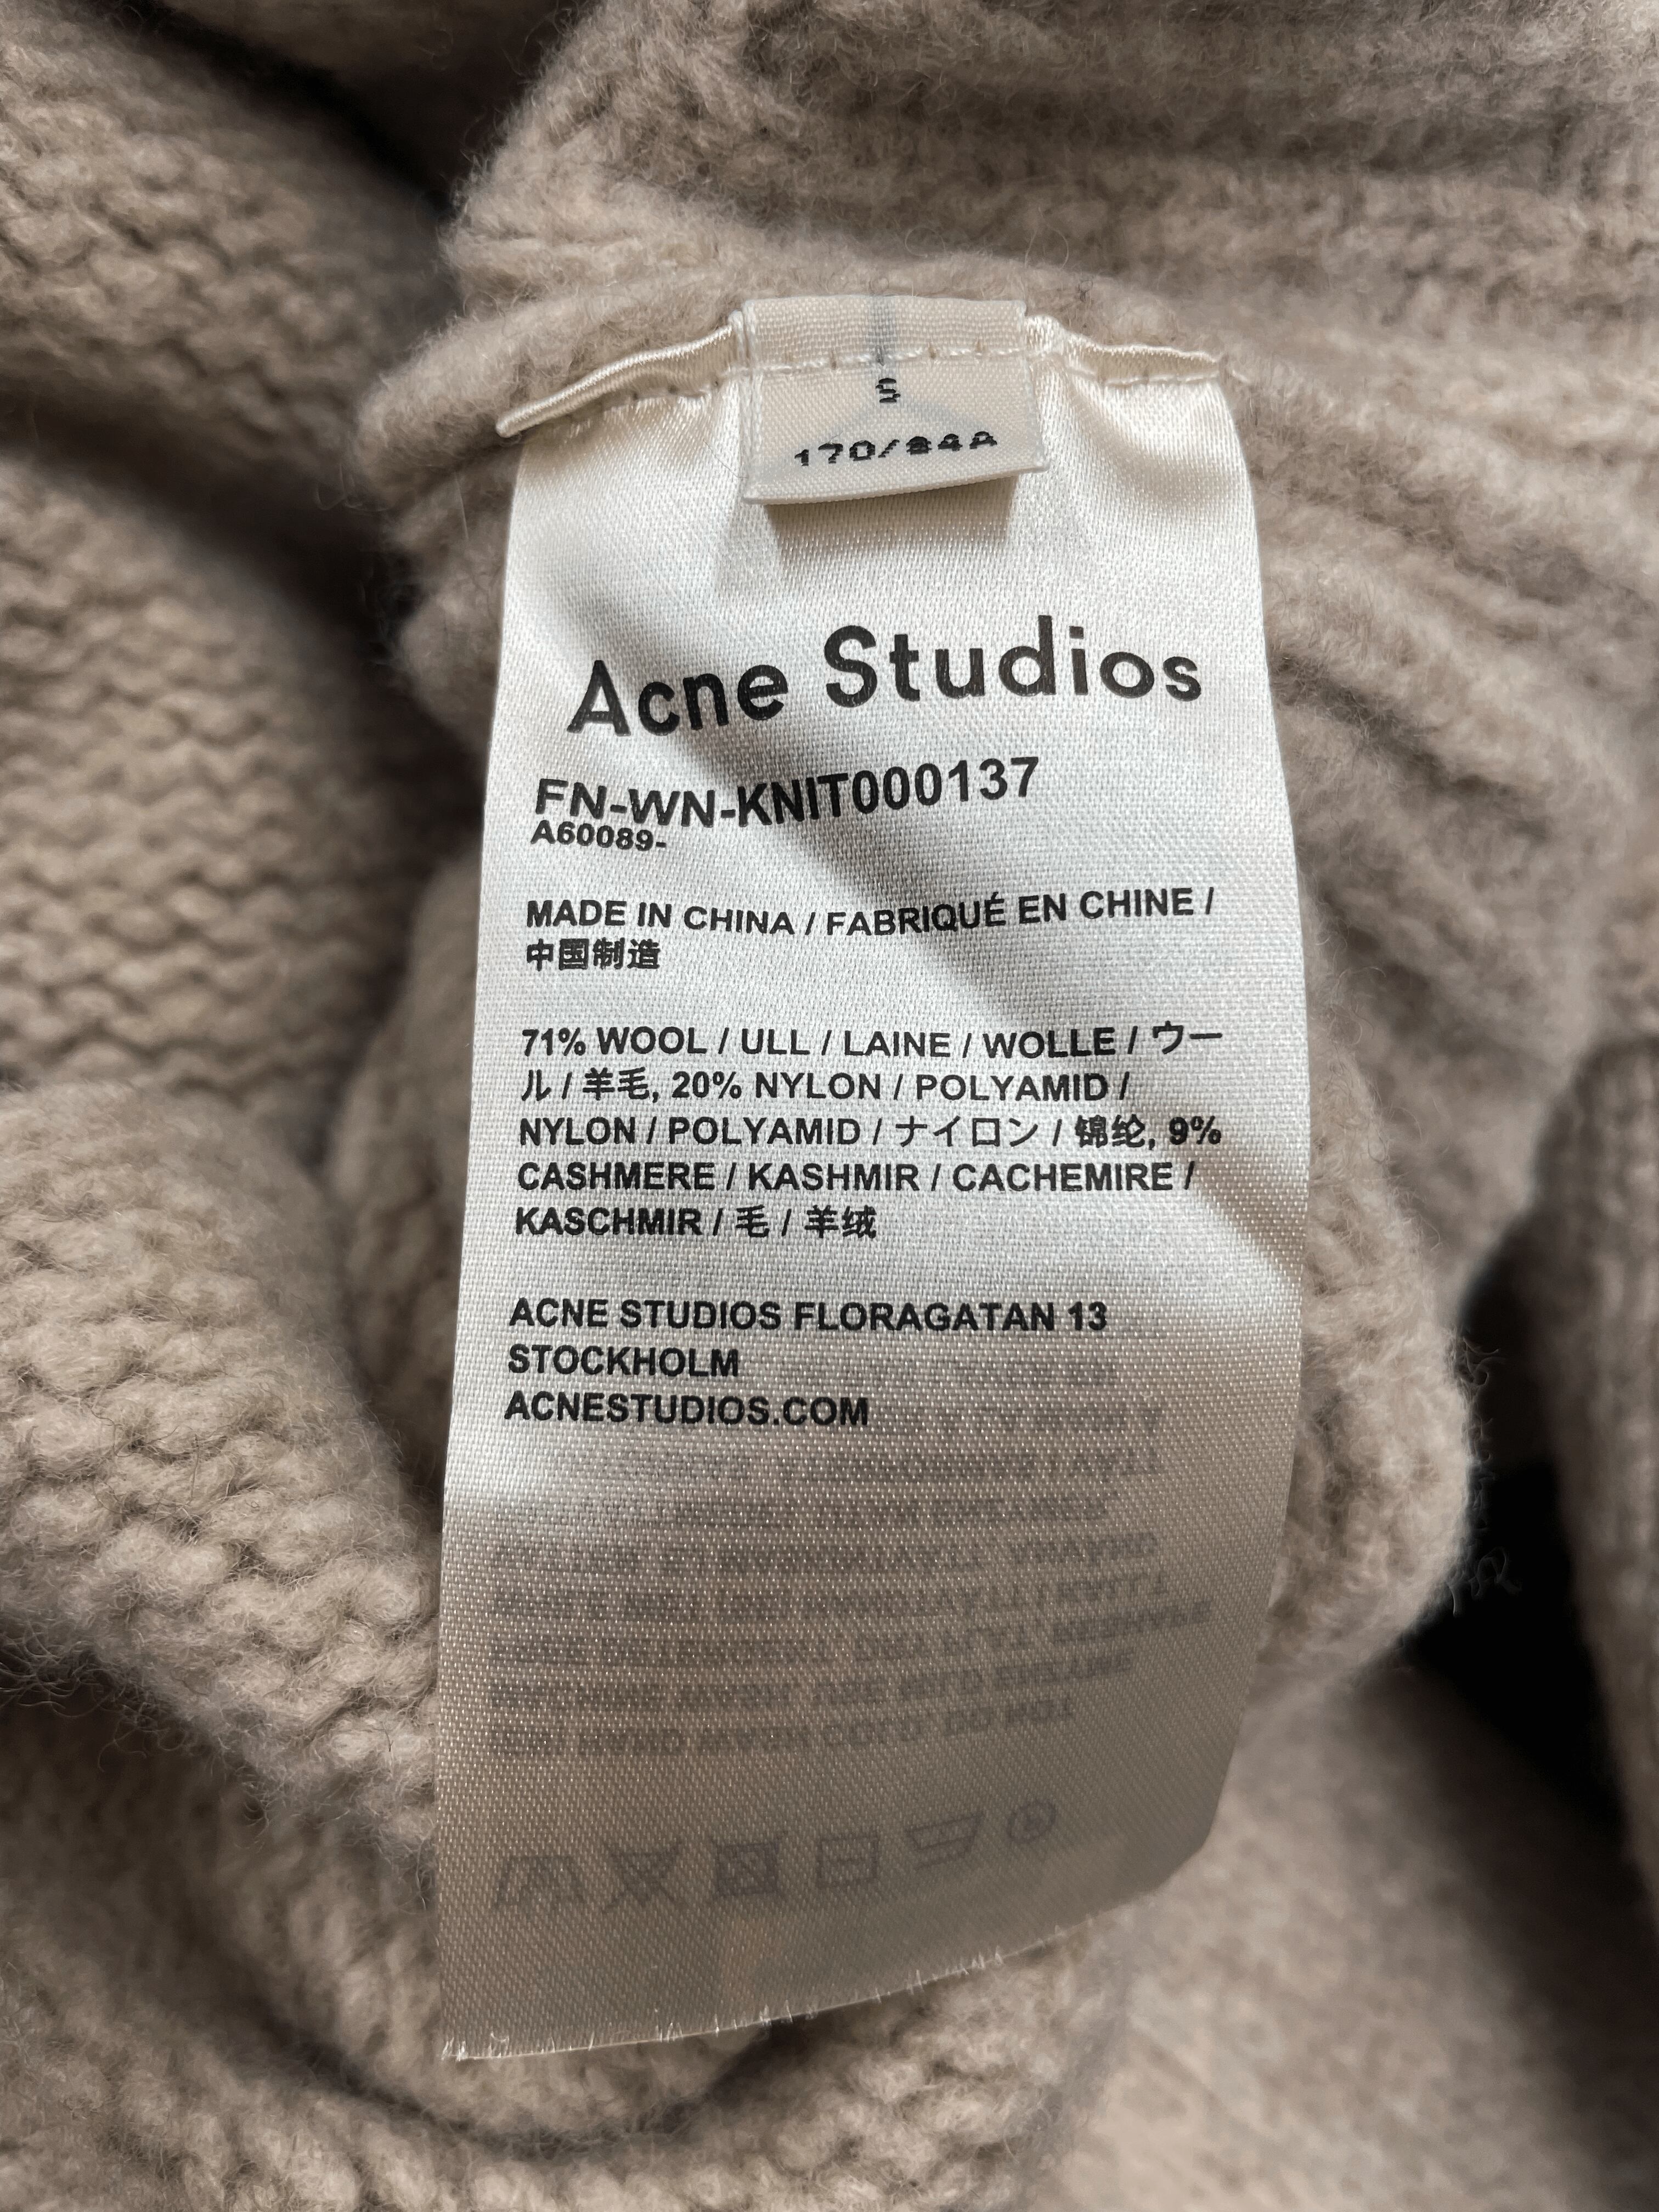 S
170/84A
Acne Studios
FN-WN-KNIT000137
A60089-
MADE IN CHINA / FABRIQUÉ EN CHINE /
中国制造
71% WOOL / ULL / LAINE / WOLLE / ウー
ル / 羊毛, 20% NYLON / POLYAMID /
NYLON / POLYAMID / ナイロン / 锦纶, 9%
CASHMERE / KASHMIR / CACHEMIRE /
KASCHMIR / 毛 / 羊绒
ACNE STUDIOS FLORAGATAN 13
STOCKHOLM
ACNESTUDIOS.COM